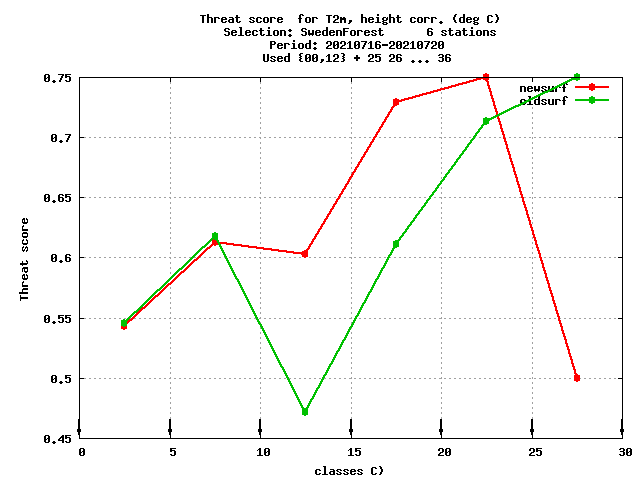 Threat score  for T2m, height corr. (deg C)
Selection: SwedenForest      6 stations
Period: 20210716-20210720
Used {00,12} + 25 26 ... 36
newsurf
oldsurf
0.75
0.7
0.65
0.6
0.55
0.5
0.45
Threat score
0 5 10 15 20 25 30
classes C)